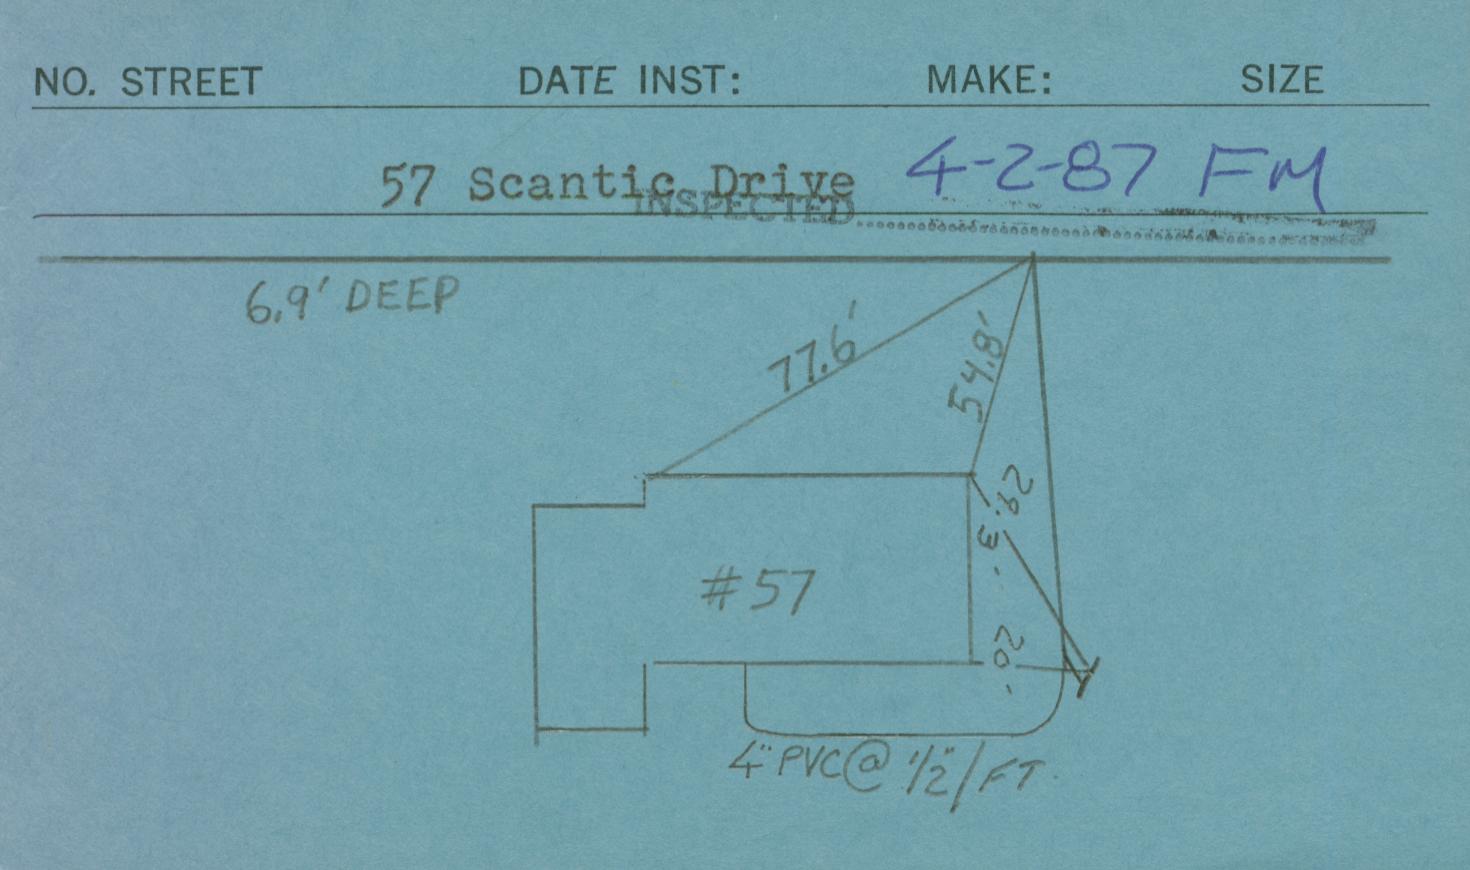 NO. STREET DATE INST: MAKE: SIZE
57 Scantic Drive 4-2-87 FM
INSPECTED
6.9' DEEP
77.6'
54.8'
29.3'
#57
20'
4" PVC @ 1/2"/FT.